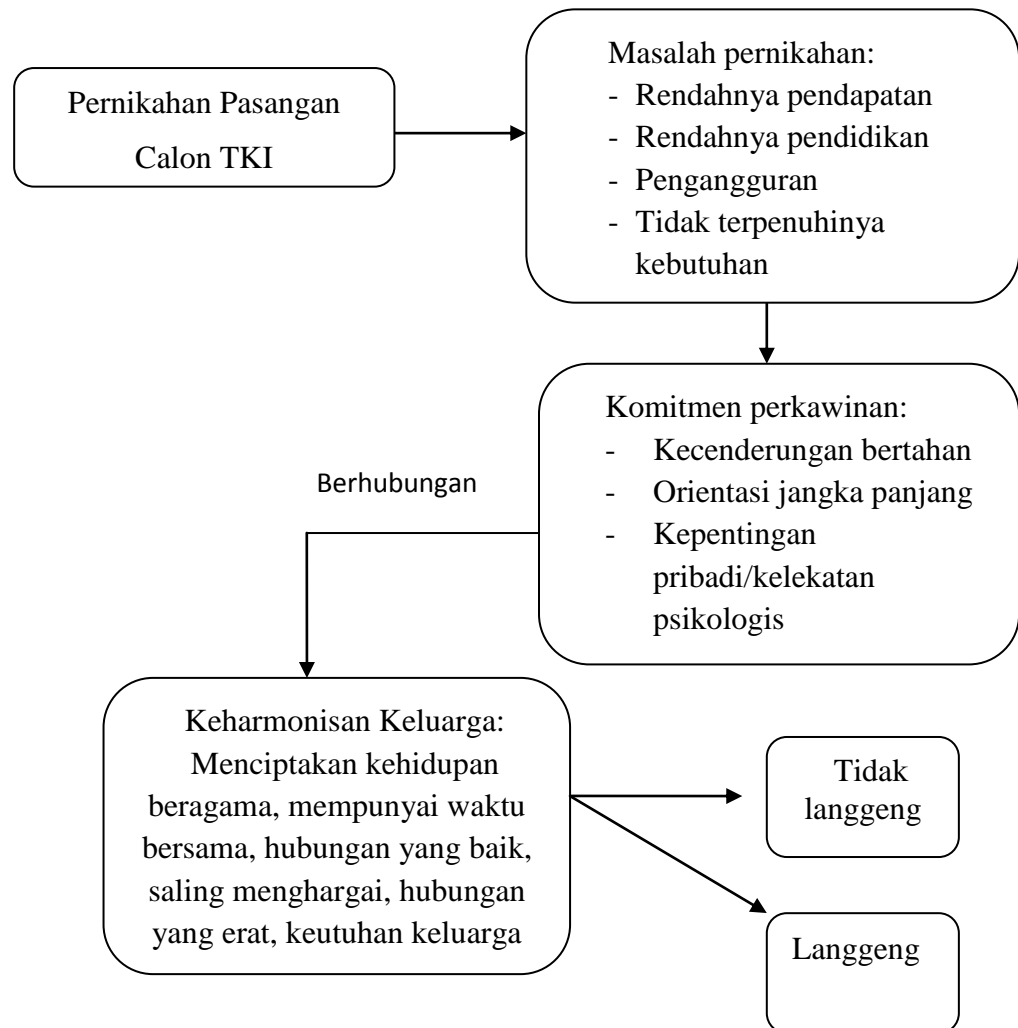 Pernikahan Pasangan
Calon TKI
Masalah pernikahan:
- Rendahnya pendapatan
- Rendahnya pendidikan
- Pengangguran
- Tidak terpenuhinya
kebutuhan
Komitmen perkawinan:
- Kecenderungan bertahan
- Orientasi jangka panjang
- Kepentingan
pribadi/kelekatan
psikologis
Berhubungan
Keharmonisan Keluarga:
Menciptakan kehidupan
beragama, mempunyai waktu
bersama, hubungan yang baik,
saling menghargai, hubungan
yang erat, keutuhan keluarga
Tidak
langgeng
Langgeng